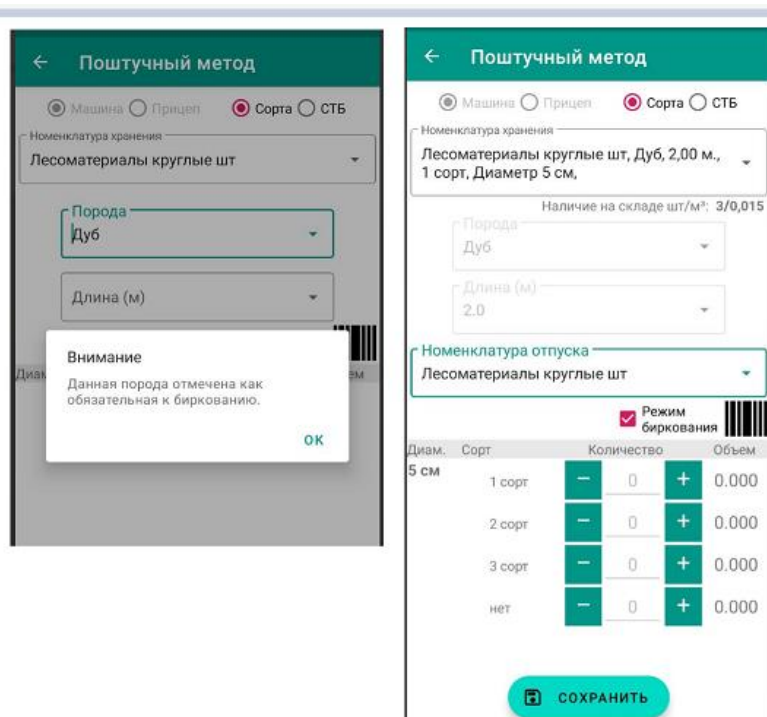 Поштучный метод
Машина Прицеп Сорта СТБ
Номенклатура хранения
Лесоматериалы круглые шт
Порода
Дуб
Длина (м)
Внимание
Данная порода отмечена как
обязательная к биркованию.
ОК
Поштучный метод
Машина Прицеп Сорта СТБ
Номенклатура хранения
Лесоматериалы круглые шт, Дуб, 2,00 м.,
1 сорт, Диаметр 5 см,
Наличие на складе шт/м³: 3/0,015
Порода
Дуб
Длина (м)
2.0
Номенклатура отпуска
Лесоматериалы круглые шт
Режим
биркования
Диам. Сорт Количество Объем
5 см
1 сорт − 0 + 0.000
2 сорт − 0 + 0.000
3 сорт − 0 + 0.000
нет − 0 + 0.000
СОХРАНИТЬ